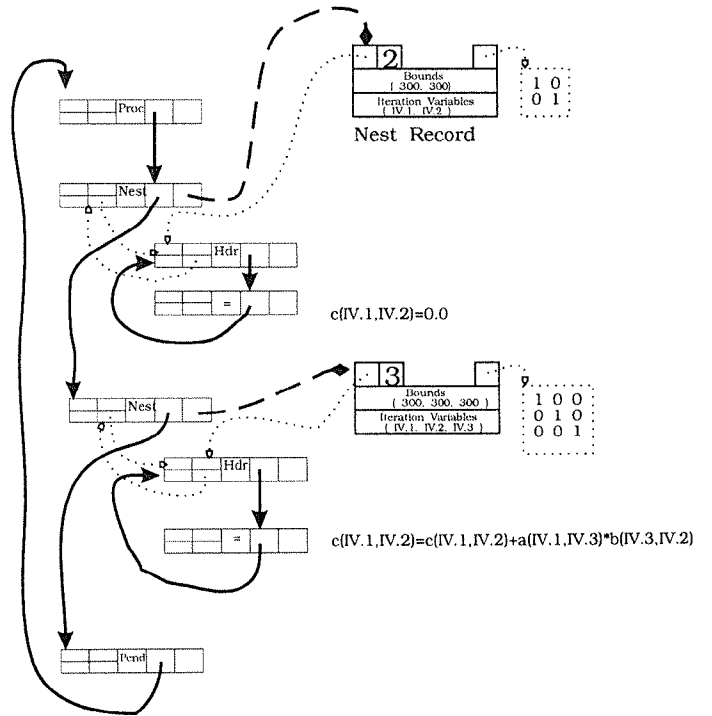 2
Bounds
( 300, 300)
Iteration Variables
( IV.1, IV.2 )
Nest Record
1 0
0 1
Proc
Nest
Hdr
=
c(IV.1,IV.2)=0.0
3
Bounds
( 300, 300, 300 )
Iteration Variables
( IV.1, IV.2, IV.3 )
1 0 0
0 1 0
0 0 1
Nest
Hdr
=
c(IV.1,IV.2)=c(IV.1,IV.2)+a(IV.1,IV.3)*b(IV.3,IV.2)
Pend